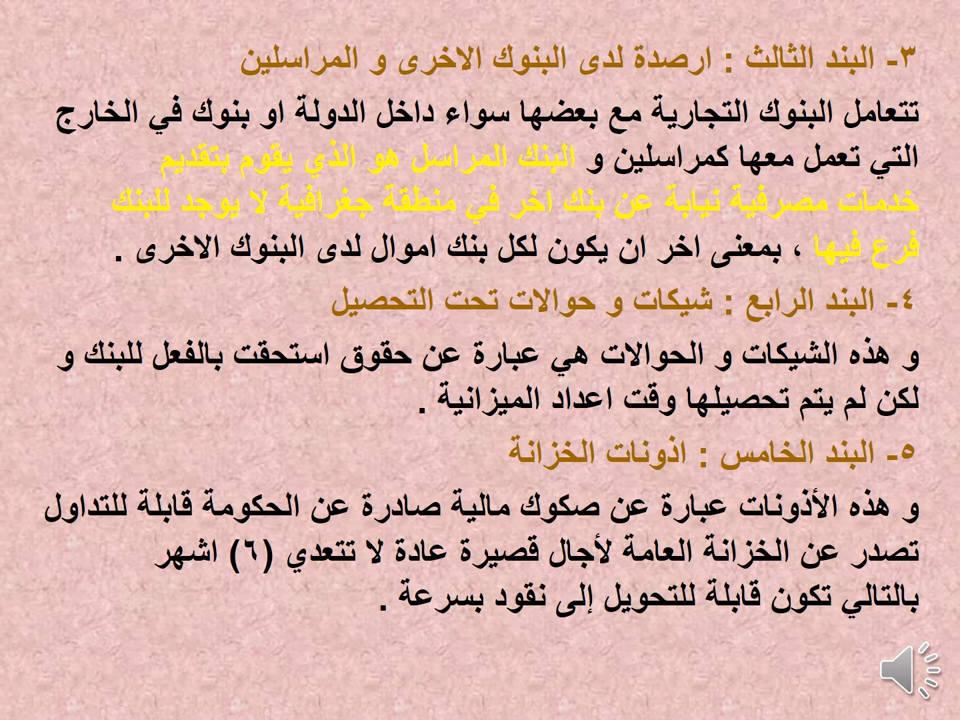 ٣- البند الثالث : ارصدة لدى البنوك الاخرى و المراسلين
تتعامل البنوك التجارية مع بعضها سواء داخل الدولة او بنوك في الخارج
التي تعمل معها كمراسلين و البنك المراسل هو الذي يقوم بتقديم
خدمات مصرفية نيابة عن بنك اخر في منطقة جغرافية لا يوجد للبنك
فرع فيها ، بمعنى اخر ان يكون لكل بنك اموال لدى البنوك الاخرى .
٤- البند الرابع : شيكات و حوالات تحت التحصيل
و هذه الشيكات و الحوالات هي عبارة عن حقوق استحقت بالفعل للبنك و
لكن لم يتم تحصيلها وقت اعداد الميزانية .
٥- البند الخامس : اذونات الخزانة
و هذه الأذونات عبارة عن صكوك مالية صادرة عن الحكومة قابلة للتداول
تصدر عن الخزانة العامة لأجال قصيرة عادة لا تتعدي (٦) اشهر
بالتالي تكون قابلة للتحويل إلى نقود بسرعة .